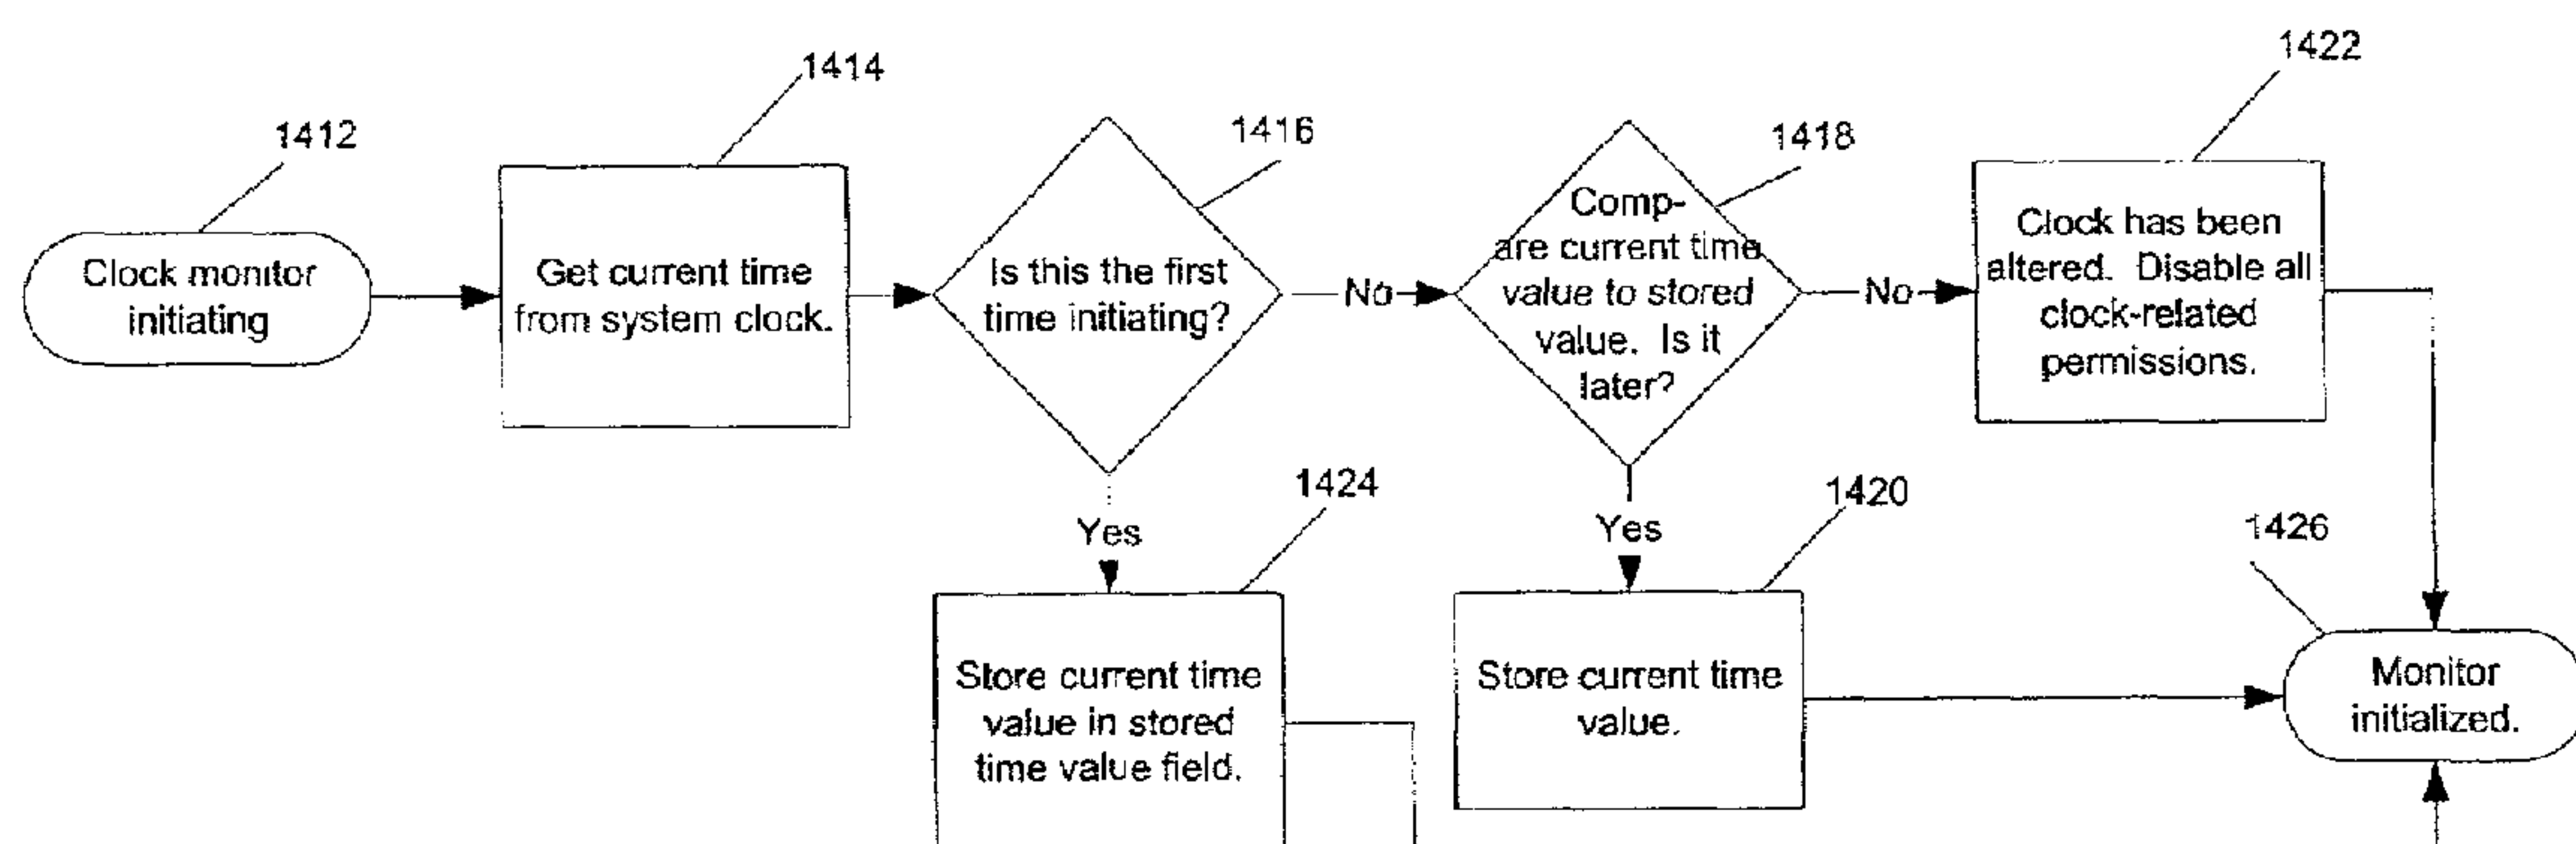 1412
Clock monitor
initiating
1414
Get current time
from system clock.
1416
Is this the first
time initiating?
No
1418
Comp-
are current time
value to stored
value. Is it
later?
No
1422
Clock has been
altered. Disable all
clock-related
permissions.
Yes
1424
Store current time
value in stored
time value field.
Yes
1420
Store current time
value.
1426
Monitor
initialized.